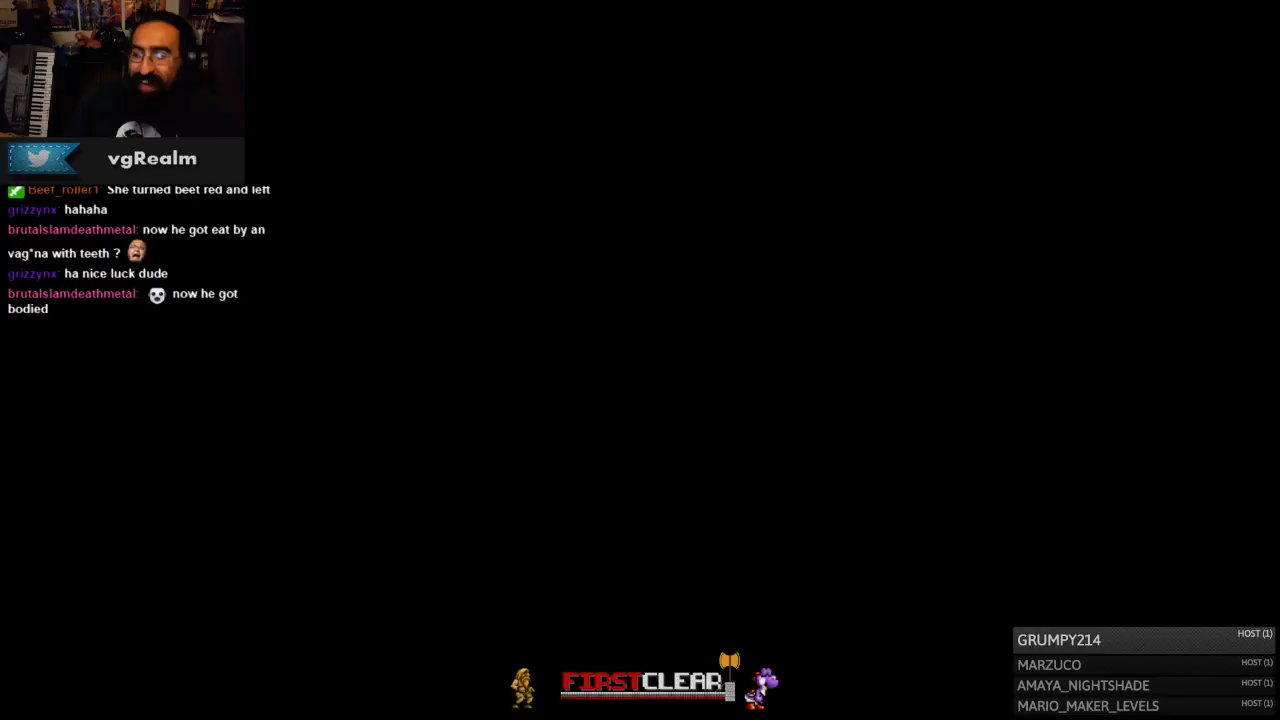 vgRealm
Beef_roller1: She turned beet red and left
grizzynx: hahaha
brutalslamdeathmetal: now he got eat by an
vag*na with teeth ?
grizzynx: ha nice luck dude
brutalslamdeathmetal: now he got
bodied
FIRSTCLEAR
GRUMPY214 HOST (1)
MARZUCO HOST (1)
AMAYA_NIGHTSHADE HOST (1)
MARIO_MAKER_LEVELS HOST (1)